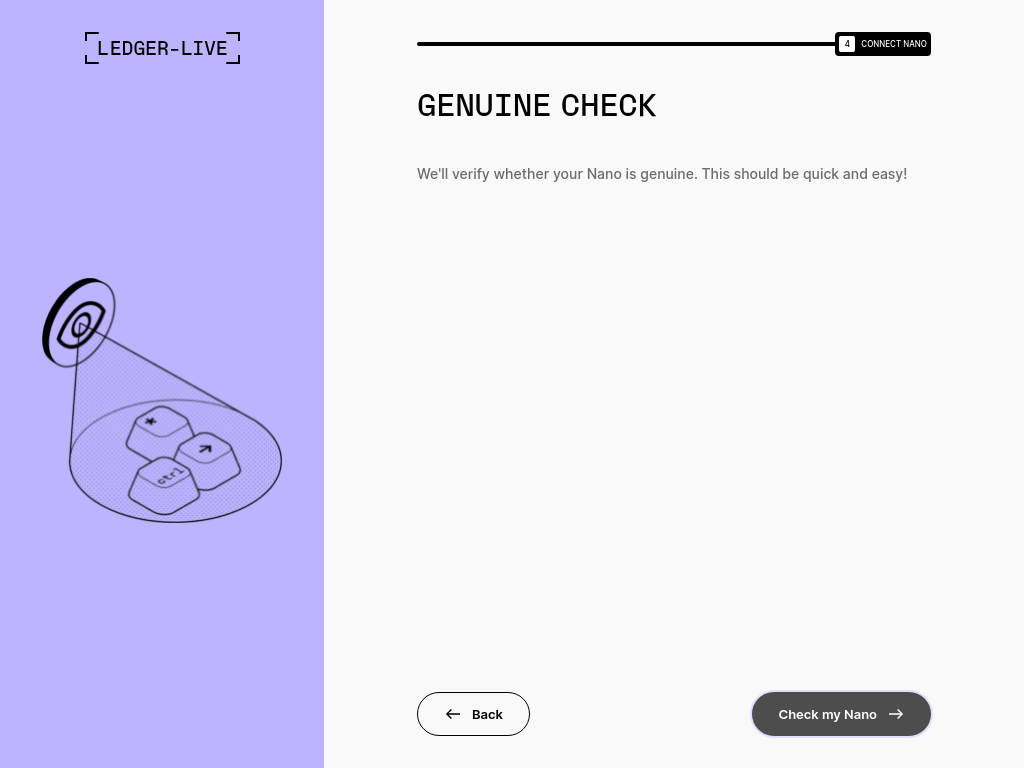 LEDGER-LIVE
4 CONNECT NANO
GENUINE CHECK
We'll verify whether your Nano is genuine. This should be quick and easy!
*
ctrl
Back
Check my Nano